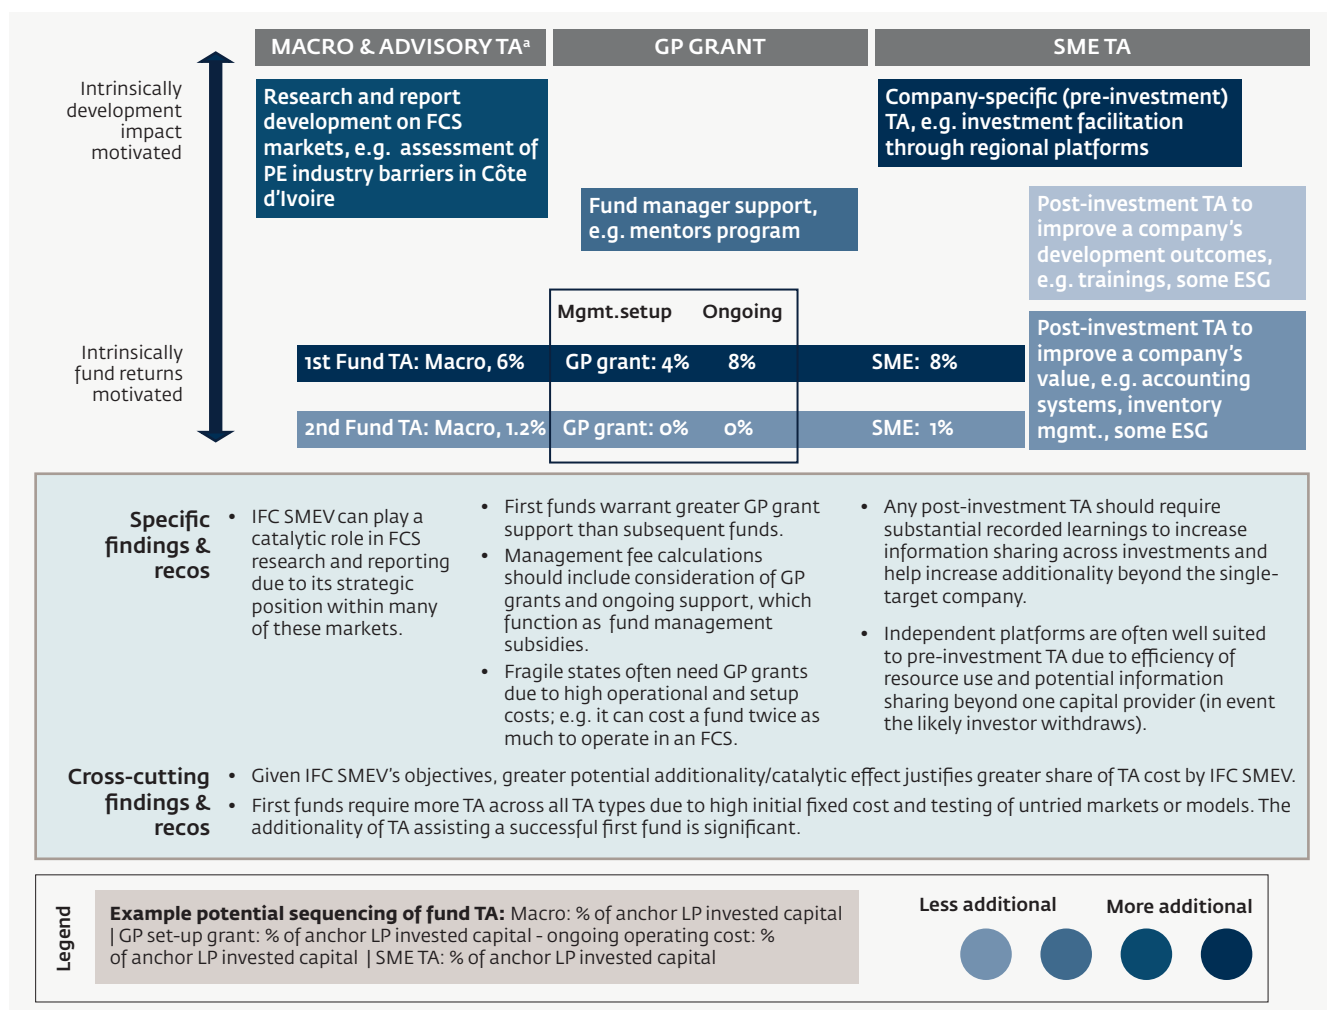 MACRO & ADVISORY TAᵃ
GP GRANT
SME TA
Intrinsically
development
impact
motivated
Intrinsically
fund returns
motivated
Research and report
development on FCS
markets, e.g. assessment of
PE industry barriers in Côte
d'Ivoire
Fund manager support,
e.g. mentors program
Company-specific (pre-investment)
TA, e.g. investment facilitation
through regional platforms
Post-investment TA to
improve a company's
development outcomes,
e.g. trainings, some ESG
Post-investment TA to
improve a company's
value, e.g. accounting
systems, inventory
mgmt., some ESG
Mgmt.setup Ongoing
1st Fund TA: Macro, 6% GP grant: 4% 8% SME: 8%
2nd Fund TA: Macro, 1.2% GP grant: 0% 0% SME: 1%
Specific
findings &
recos
• IFC SMEV can play a
catalytic role in FCS
research and reporting
due to its strategic
position within many
of these markets.
• First funds warrant greater GP grant
support than subsequent funds.
• Management fee calculations
should include consideration of GP
grants and ongoing support, which
function as fund management
subsidies.
• Fragile states often need GP grants
due to high operational and setup
costs; e.g. it can cost a fund twice as
much to operate in an FCS.
• Any post-investment TA should require
substantial recorded learnings to increase
information sharing across investments and
help increase additionality beyond the single-
target company.
• Independent platforms are often well suited
to pre-investment TA due to efficiency of
resource use and potential information
sharing beyond one capital provider (in event
the likely investor withdraws).
Cross-cutting
findings &
recos
• Given IFC SMEV's objectives, greater potential additionality/catalytic effect justifies greater share of TA cost by IFC SMEV.
• First funds require more TA across all TA types due to high initial fixed cost and testing of untried markets or models. The
additionality of TA assisting a successful first fund is significant.
Legend
Example potential sequencing of fund TA: Macro: % of anchor LP invested capital
| GP set-up grant: % of anchor LP invested capital - ongoing operating cost: %
of anchor LP invested capital | SME TA: % of anchor LP invested capital
Less additional
More additional